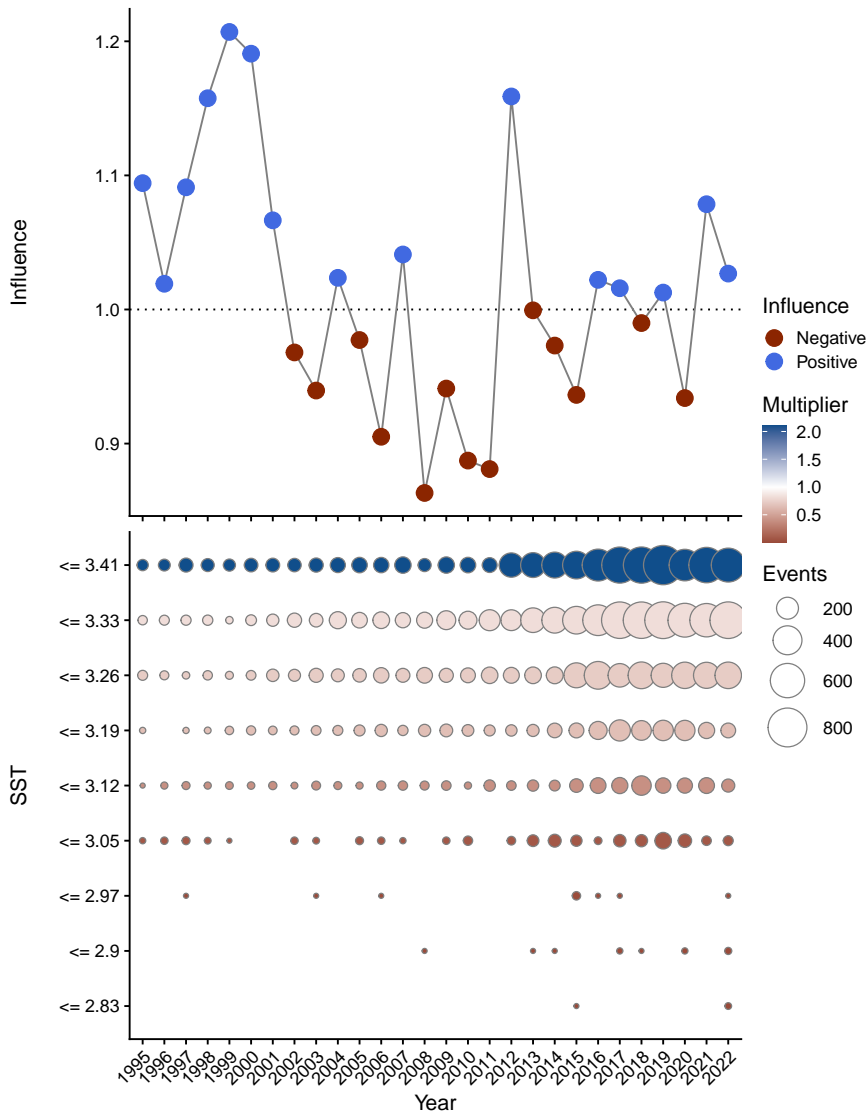 1.2
1.1
1.0
0.9
Influence
Influence
Negative
Positive
Multiplier
2.0
1.5
1.0
0.5
Events
200
400
600
800
<= 3.41
<= 3.33
<= 3.26
<= 3.19
<= 3.12
<= 3.05
<= 2.97
<= 2.9
<= 2.83
SST
1995 1996 1997 1998 1999 2000 2001 2002 2003 2004 2005 2006 2007 2008 2009 2010 2011 2012 2013 2014 2015 2016 2017 2018 2019 2020 2021 2022
Year